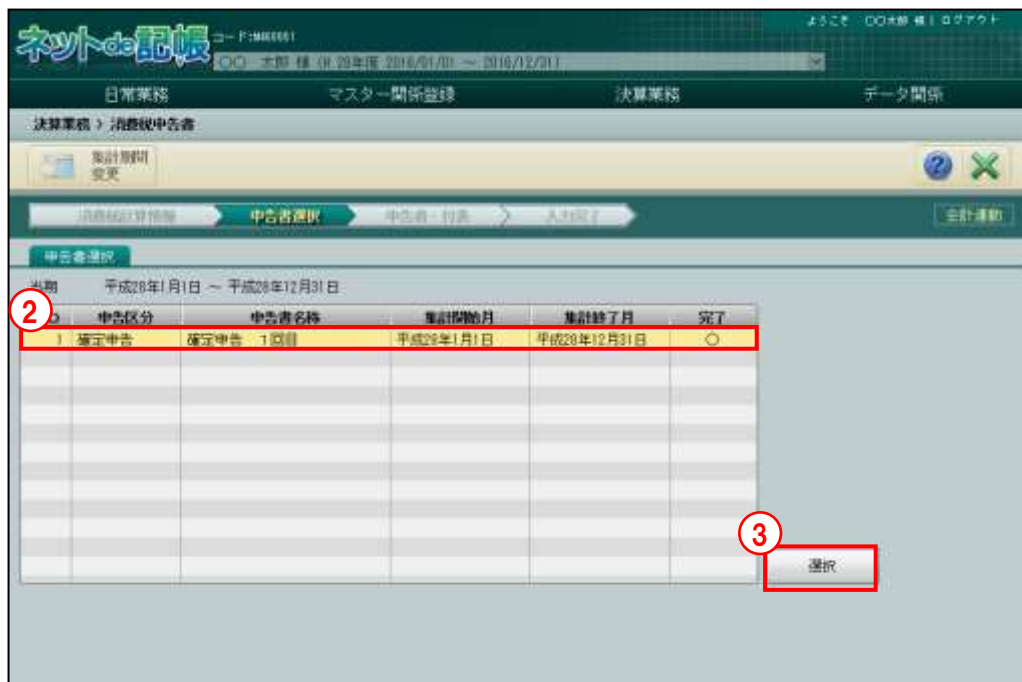 ようこそ 〇〇太郎 様 | ログアウト
ネットde記帳 コード:M460001
〇〇 太郎 様 (H.28年度 2016/01/01 ～ 2016/12/31)
日常業務 マスター関係登録 決算業務 データ関係
決算業務 > 消費税申告書
集計期間
変更
消費税計算情報 申告書選択 申告書・付表 入力完了 会計連動
申告書選択
当期 平成28年1月1日 ～ 平成28年12月31日
②
申告区分 申告書名称 集計開始月 集計終了月 完了
1 確定申告 確定申告 1回目 平成28年1月1日 平成28年12月31日 〇
③
選択